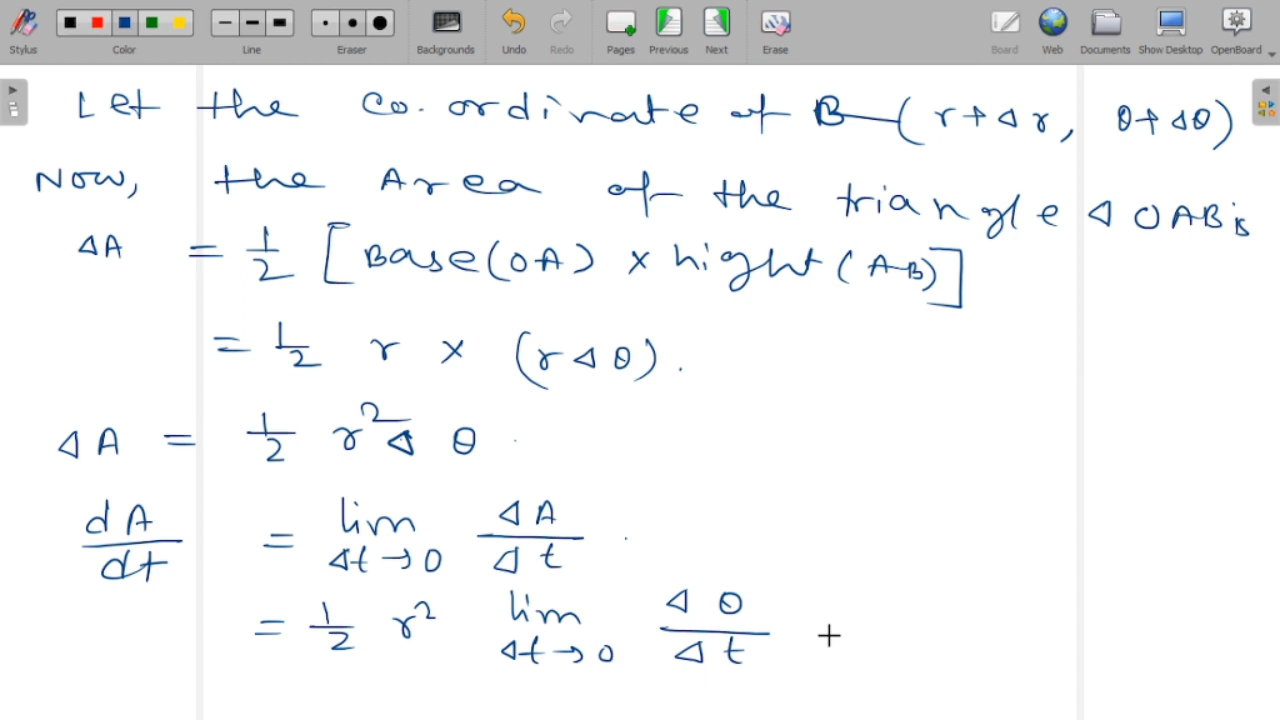 Stylus Color Line Eraser Backgrounds Undo Redo Pages Previous Next Erase Board Web Documents Show Desktop OpenBoard
Let the co.ordinate of B (r+Δr, θ+Δθ)
Now, the Area of the triangle Δ OAB is
ΔA = 1/2 [Base(OA) × hight(AB)]
= 1/2 r × (rΔθ).
ΔA = 1/2 r²Δ θ
dA/dt = lim Δt→0 ΔA/Δt
= 1/2 r² lim Δt→0 Δθ/Δt